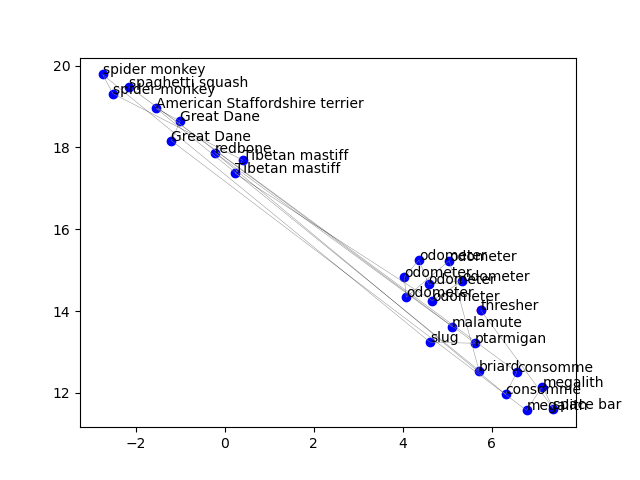 20
18
16
14
12
−2
0
2
4
6
spider monkey
spaghetti squash
spider monkey
American Staffordshire terrier
Great Dane
Great Dane
redbone
Tibetan mastiff
Tibetan mastiff
odometer
odometer
odometer
odometer
odometer
odometer
odometer
thresher
malamute
slug
ptarmigan
briard
consomme
megalith
consomme
megalith
space bar